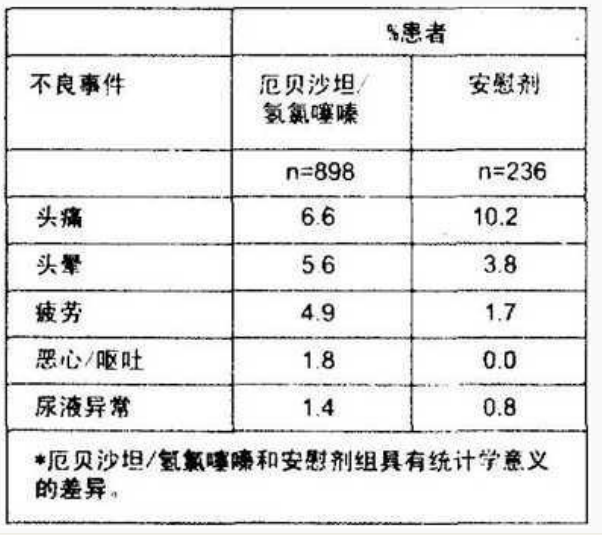 %患者
不良事件 厄贝沙坦/ 安慰剂
氢氯噻嗪
n=898 n=236
头痛 6.6 10.2
头晕 5.6 3.8
疲劳 4.9 1.7
恶心/呕吐 1.8 0.0
尿液异常 1.4 0.8
*厄贝沙坦/氢氯噻嗪和安慰剂组具有统计学意义
的差异。